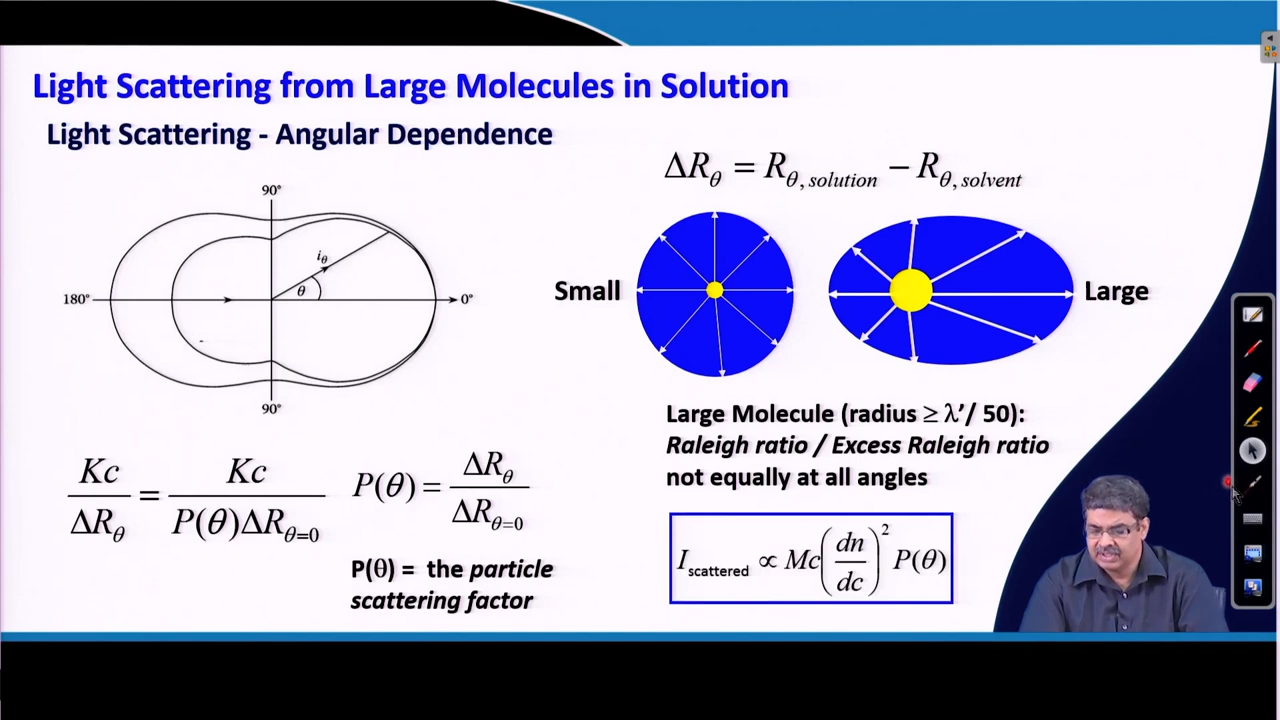 Light Scattering from Large Molecules in Solution
Light Scattering - Angular Dependence
90°
180°
iθ
θ
0°
90°
ΔRθ = Rθ, solution − Rθ, solvent
Small
Large
Large Molecule (radius ≥ λ’/ 50):
Raleigh ratio / Excess Raleigh ratio
not equally at all angles
Kc/ΔRθ = Kc/P(θ)ΔRθ=0
P(θ) = ΔRθ/ΔRθ=0
P(θ) = the particle
scattering factor
Iscattered ∝ Mc(dn/dc)² P(θ)